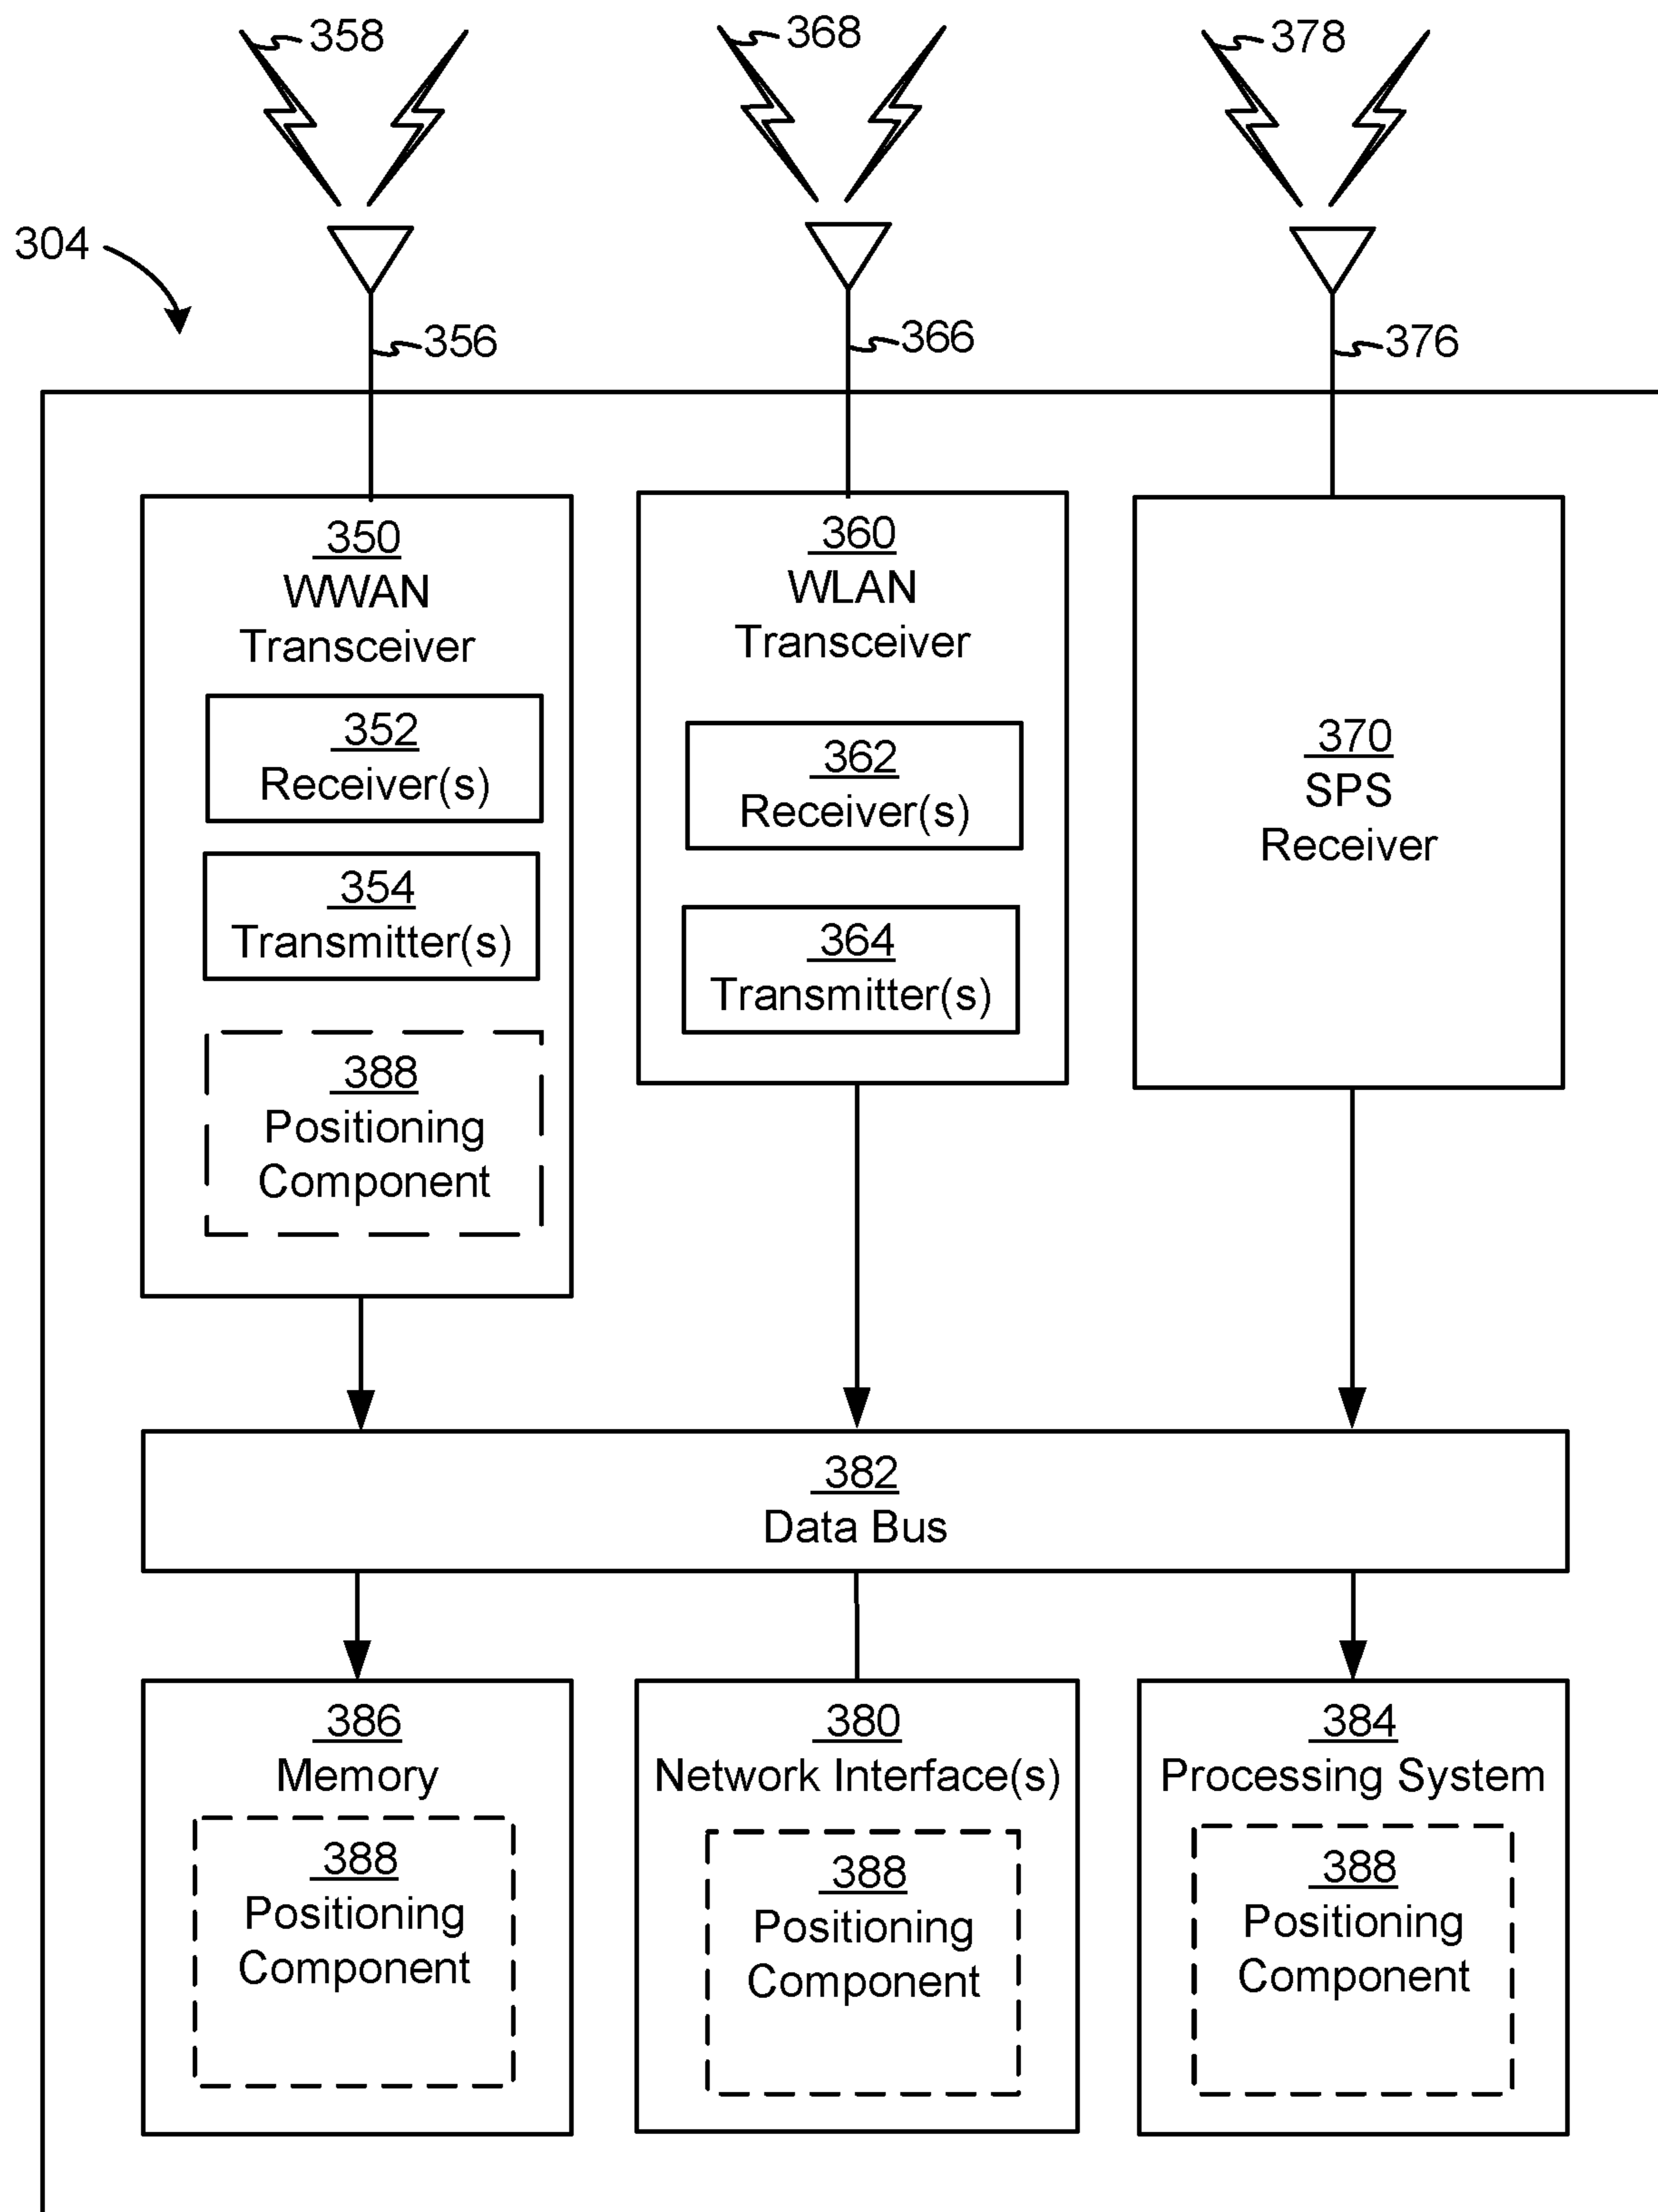 358
368
378
304
356
366
376
350
WWAN
Transceiver
352
Receiver(s)
354
Transmitter(s)
388
Positioning
Component
360
WLAN
Transceiver
362
Receiver(s)
364
Transmitter(s)
370
SPS
Receiver
382
Data Bus
386
Memory
388
Positioning
Component
380
Network Interface(s)
388
Positioning
Component
384
Processing System
388
Positioning
Component